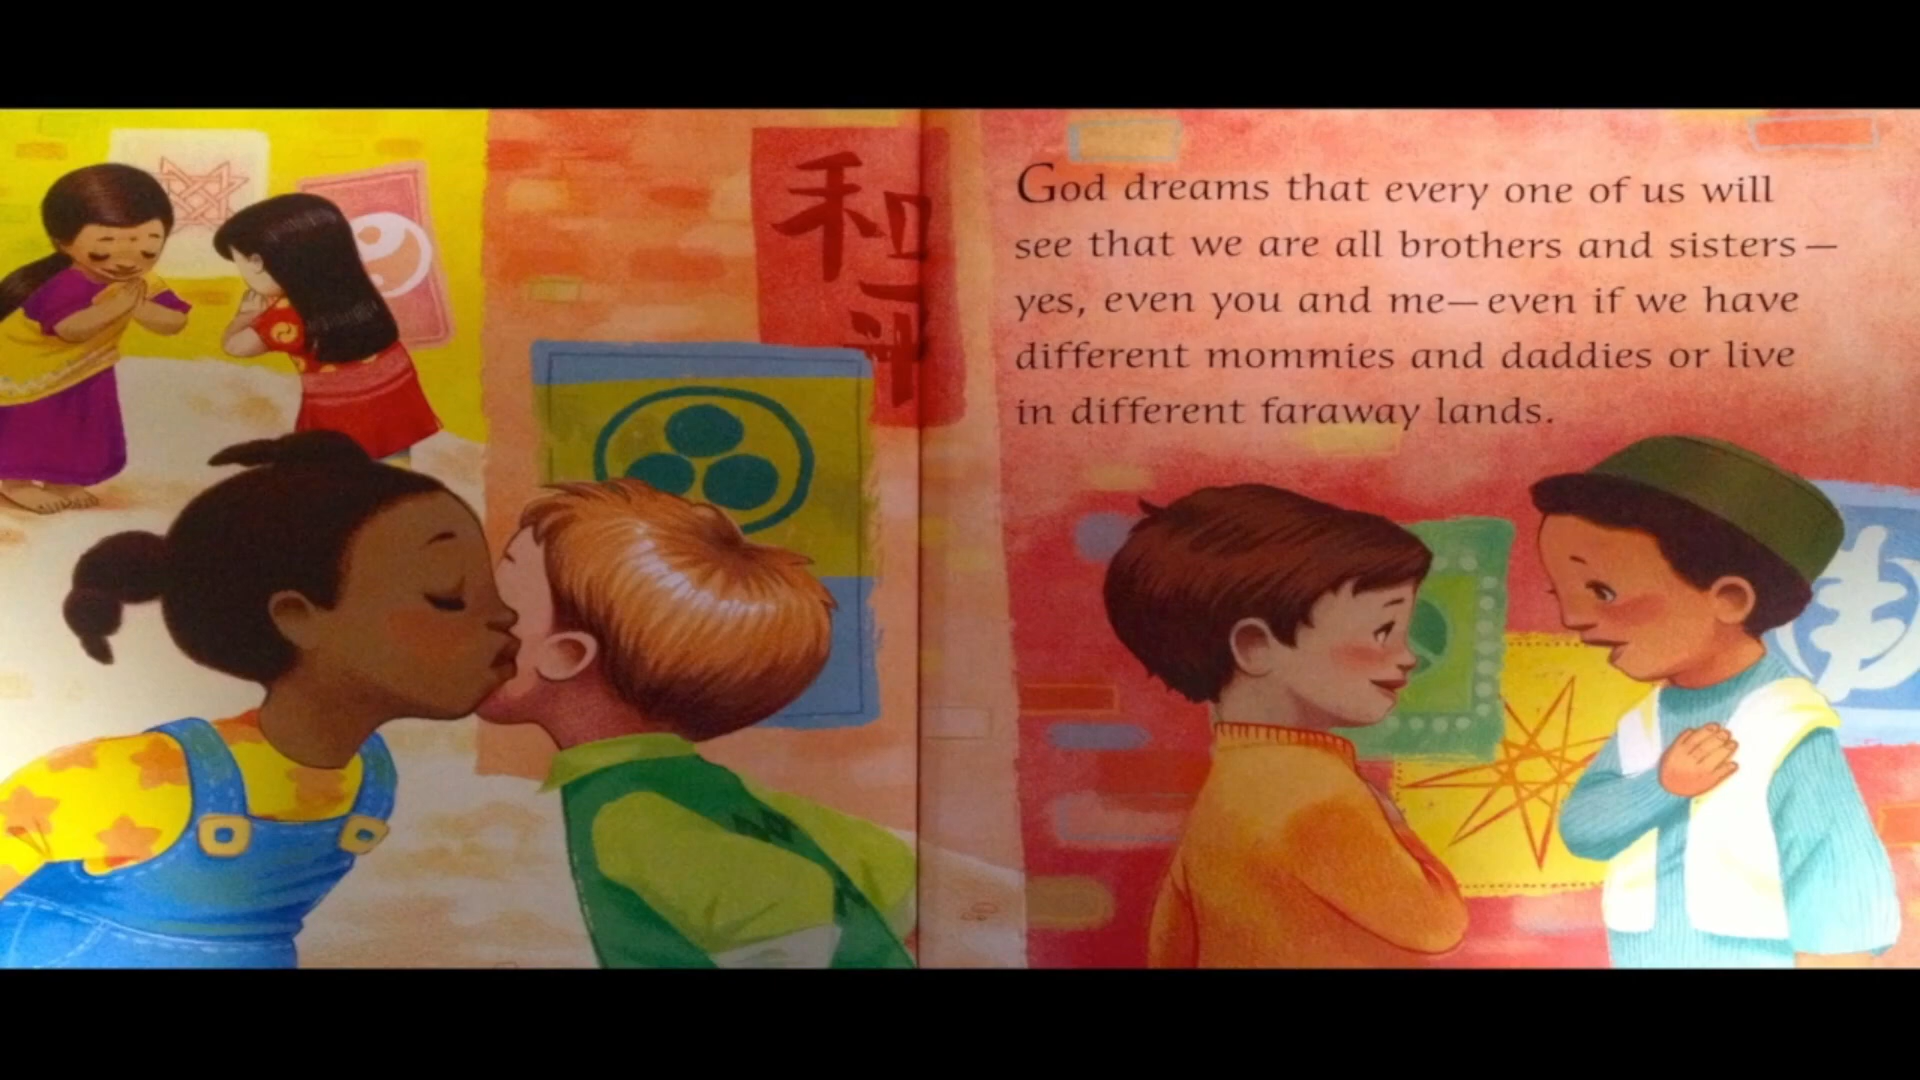 和
平
God dreams that every one of us will
see that we are all brothers and sisters—
yes, even you and me—even if we have
different mommies and daddies or live
in different faraway lands.